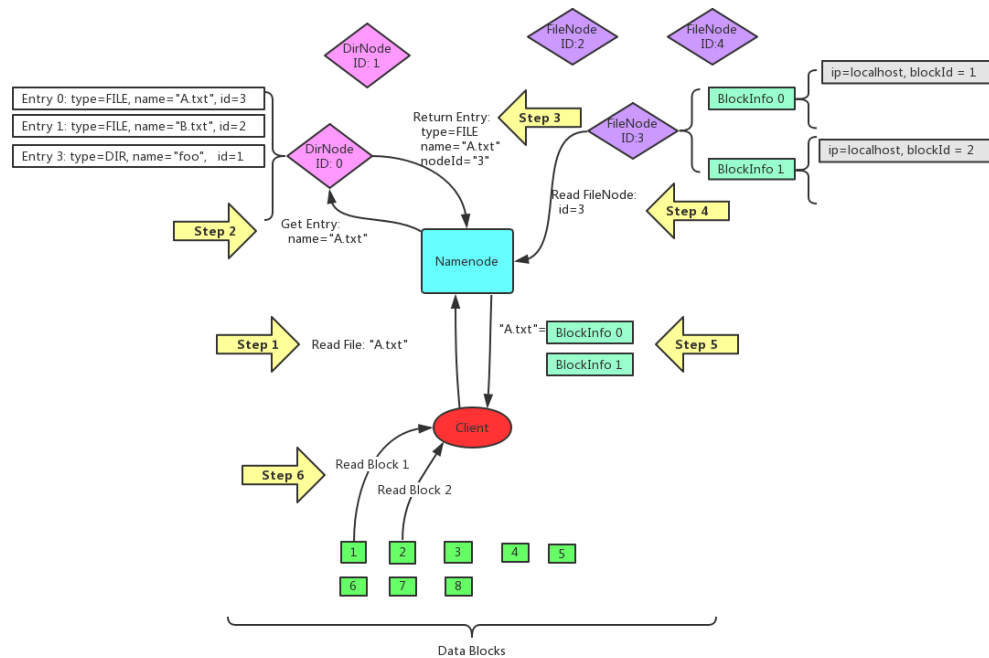 DirNode
ID: 1
FileNode
ID:2
FileNode
ID:4
ip=localhost, blockId = 1
Entry 0: type=FILE, name="A.txt", id=3
Entry 1: type=FILE, name="B.txt", id=2
Entry 3: type=DIR, name="foo",   id=1
DirNode
ID: 0
Return Entry:
type=FILE
name="A.txt"
nodeId="3"
Step 3
FileNode
ID:3
BlockInfo 0
BlockInfo 1
ip=localhost, blockId = 2
Step 2
Get Entry:
name="A.txt"
Read FileNode:
id=3
Step 4
Namenode
Step 1
Read File: "A.txt"
"A.txt"=
BlockInfo 0
BlockInfo 1
Step 5
Client
Step 6
Read Block 1
Read Block 2
1 2 3 4 5
6 7 8
Data Blocks